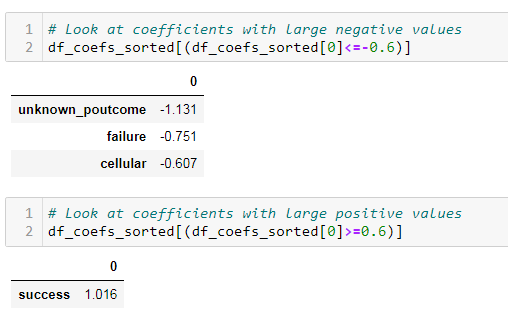 1 # Look at coefficients with large negative values
2 df_coefs_sorted[(df_coefs_sorted[0]<=-0.6)]
0
unknown_poutcome -1.131
failure -0.751
cellular -0.607
1 # Look at coefficients with large positive values
2 df_coefs_sorted[(df_coefs_sorted[0]>=0.6)]
0
success 1.016